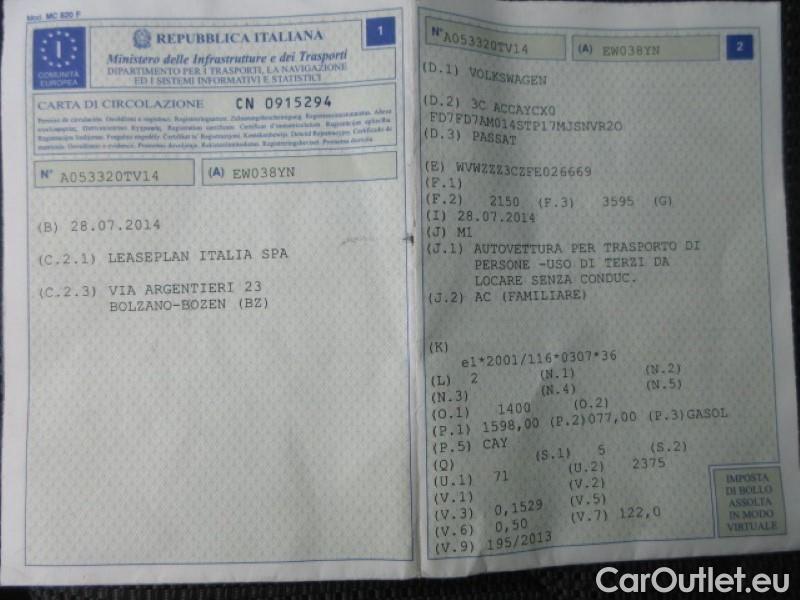 Mod. MC 820 F
I
COMUNITÀ
EUROPEA
REPUBBLICA ITALIANA
1
Ministero delle Infrastrutture e dei Trasporti
DIPARTIMENTO PER I TRASPORTI, LA NAVIGAZIONE
ED I SISTEMI INFORMATIVI E STATISTICI
CARTA DI CIRCOLAZIONE CN 0915294
N° A053320TV14 (A) EW038YN
(B) 28.07.2014
(C.2.1) LEASEPLAN ITALIA SPA
(C.2.3) VIA ARGENTIERI 23
BOLZANO-BOZEN (BZ)
N° A053320TV14 (A) EW038YN
2
(D.1) VOLKSWAGEN
(D.2) 3C ACCAYCX0
FD7FD7AM014STP17MJSNVR2O
(D.3) PASSAT
(E) WVWZZZ3CZFE026669
(F.1)
(F.2) 2150 (F.3) 3595 (G)
(I) 28.07.2014
(J) M1
(J.1) AUTOVETTURA PER TRASPORTO DI
PERSONE -USO DI TERZI DA
LOCARE SENZA CONDUC.
(J.2) AC (FAMILIARE)
(K)
e1*2001/116*0307*36
(L) 2 (N.1) (N.2)
(N.3) (N.4) (N.5)
(O.1) 1400 (O.2)
(P.1) 1598,00 (P.2)077,00 (P.3)GASOL
(P.5) CAY
(Q) (S.1) 5 (S.2)
(U.1) 71 (U.2) 2375
(V.1) (V.2)
(V.3) 0,1529 (V.5)
(V.6) 0,50 (V.7) 122,0
(V.9) 195/2013
IMPOSTA
DI BOLLO
ASSOLTA
IN MODO
VIRTUALE
CarOutlet.eu